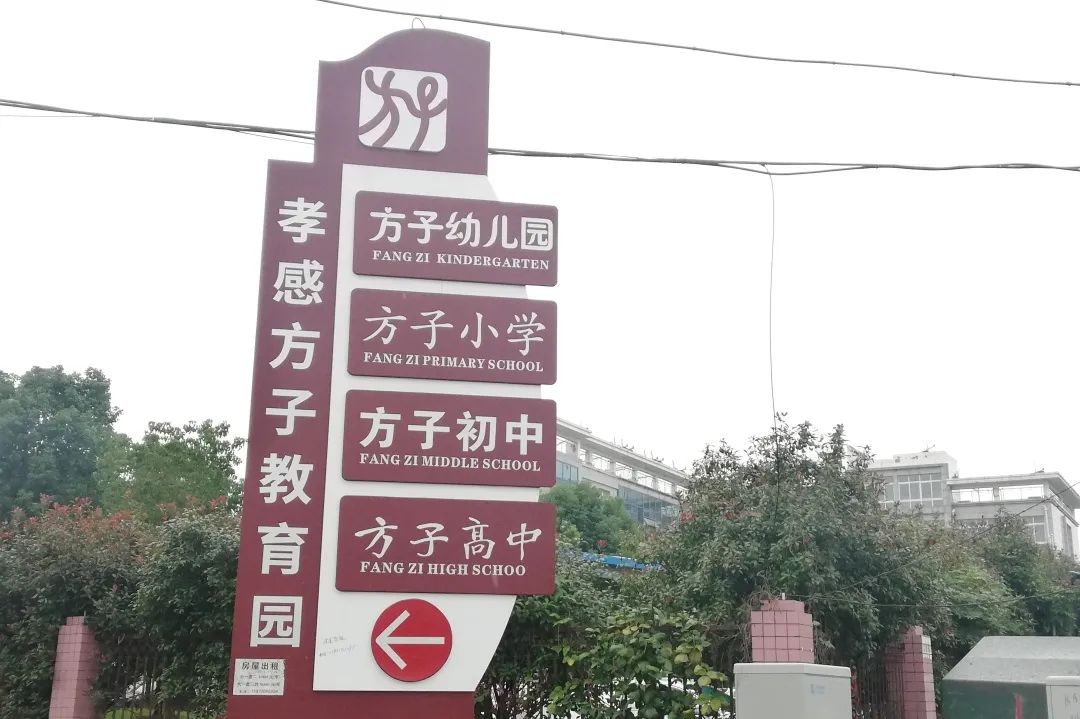 方子
孝感方子教育园
方子幼儿园
FANG ZI KINDERGARTEN
方子小学
FANG ZI PRIMARY SCHOOL
方子初中
FANG ZI MIDDLE SCHOOL
方子高中
FANG ZI HIGH SCHOO
房屋出租